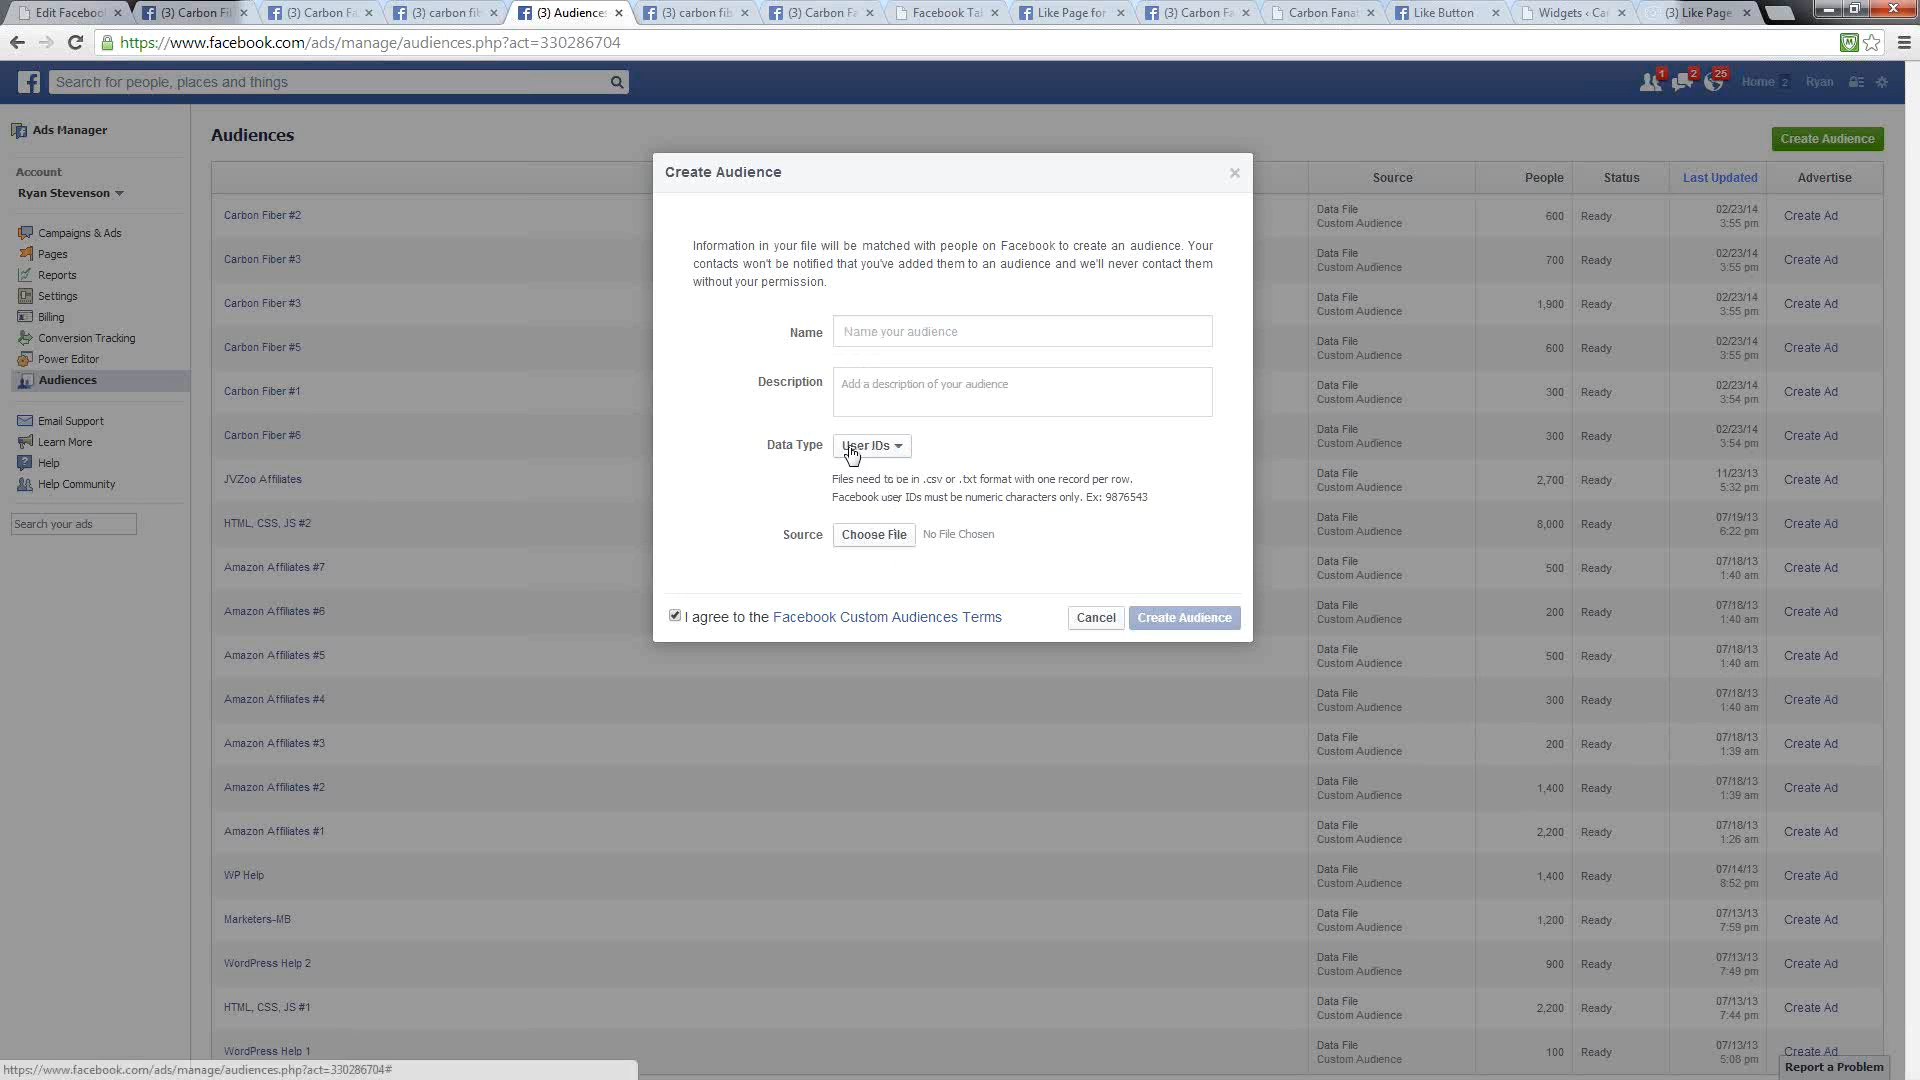 Edit Facebool
(3) Carbon Fil
(3) Carbon Fa
(3) carbon fib
(3) Audiences
(3) carbon fib
(3) Carbon Fa
Facebook Tal
Like Page for
(3) Carbon Fa
Carbon Fanat
Like Button
Widgets ‹ Car
(3) Like Page
https://www.facebook.com/ads/manage/audiences.php?act=330286704
Search for people, places and things
1
2
25
Home 2
Ryan
Ads Manager
Account
Ryan Stevenson
Campaigns & Ads
Pages
Reports
Settings
Billing
Conversion Tracking
Power Editor
Audiences
Email Support
Learn More
Help
Help Community
Search your ads
Audiences
Create Audience
Source People Status Last Updated Advertise
Carbon Fiber #2 Data File Custom Audience 600 Ready 02/23/14 3:55 pm Create Ad
Carbon Fiber #3 Data File Custom Audience 700 Ready 02/23/14 3:55 pm Create Ad
Carbon Fiber #3 Data File Custom Audience 1,900 Ready 02/23/14 3:55 pm Create Ad
Carbon Fiber #5 Data File Custom Audience 600 Ready 02/23/14 3:55 pm Create Ad
Carbon Fiber #1 Data File Custom Audience 300 Ready 02/23/14 3:54 pm Create Ad
Carbon Fiber #6 Data File Custom Audience 300 Ready 02/23/14 3:54 pm Create Ad
JVZoo Affiliates Data File Custom Audience 2,700 Ready 11/23/13 5:32 pm Create Ad
HTML, CSS, JS #2 Data File Custom Audience 8,000 Ready 07/19/13 6:22 pm Create Ad
Amazon Affiliates #7 Data File Custom Audience 500 Ready 07/18/13 1:40 am Create Ad
Amazon Affiliates #6 Data File Custom Audience 200 Ready 07/18/13 1:40 am Create Ad
Amazon Affiliates #5 Data File Custom Audience 500 Ready 07/18/13 1:40 am Create Ad
Amazon Affiliates #4 Data File Custom Audience 300 Ready 07/18/13 1:40 am Create Ad
Amazon Affiliates #3 Data File Custom Audience 200 Ready 07/18/13 1:39 am Create Ad
Amazon Affiliates #2 Data File Custom Audience 1,400 Ready 07/18/13 1:39 am Create Ad
Amazon Affiliates #1 Data File Custom Audience 2,200 Ready 07/18/13 1:26 am Create Ad
WP Help Data File Custom Audience 1,400 Ready 07/14/13 8:52 pm Create Ad
Marketers-MB Data File Custom Audience 1,200 Ready 07/13/13 7:59 pm Create Ad
WordPress Help 2 Data File Custom Audience 900 Ready 07/13/13 7:49 pm Create Ad
HTML, CSS, JS #1 Data File Custom Audience 2,200 Ready 07/13/13 7:44 pm Create Ad
WordPress Help 1 Data File Custom Audience 100 Ready 07/13/13 5:08 pm Create Ad
Create Audience
Information in your file will be matched with people on Facebook to create an audience. Your
contacts won't be notified that you've added them to an audience and we'll never contact them
without your permission.
Name Name your audience
Description Add a description of your audience
Data Type User IDs
Files need to be in .csv or .txt format with one record per row.
Facebook user IDs must be numeric characters only. Ex: 9876543
Source Choose File No File Chosen
I agree to the Facebook Custom Audiences Terms
Cancel
Create Audience
https://www.facebook.com/ads/manage/audiences.php?act=330286704#
Report a Problem